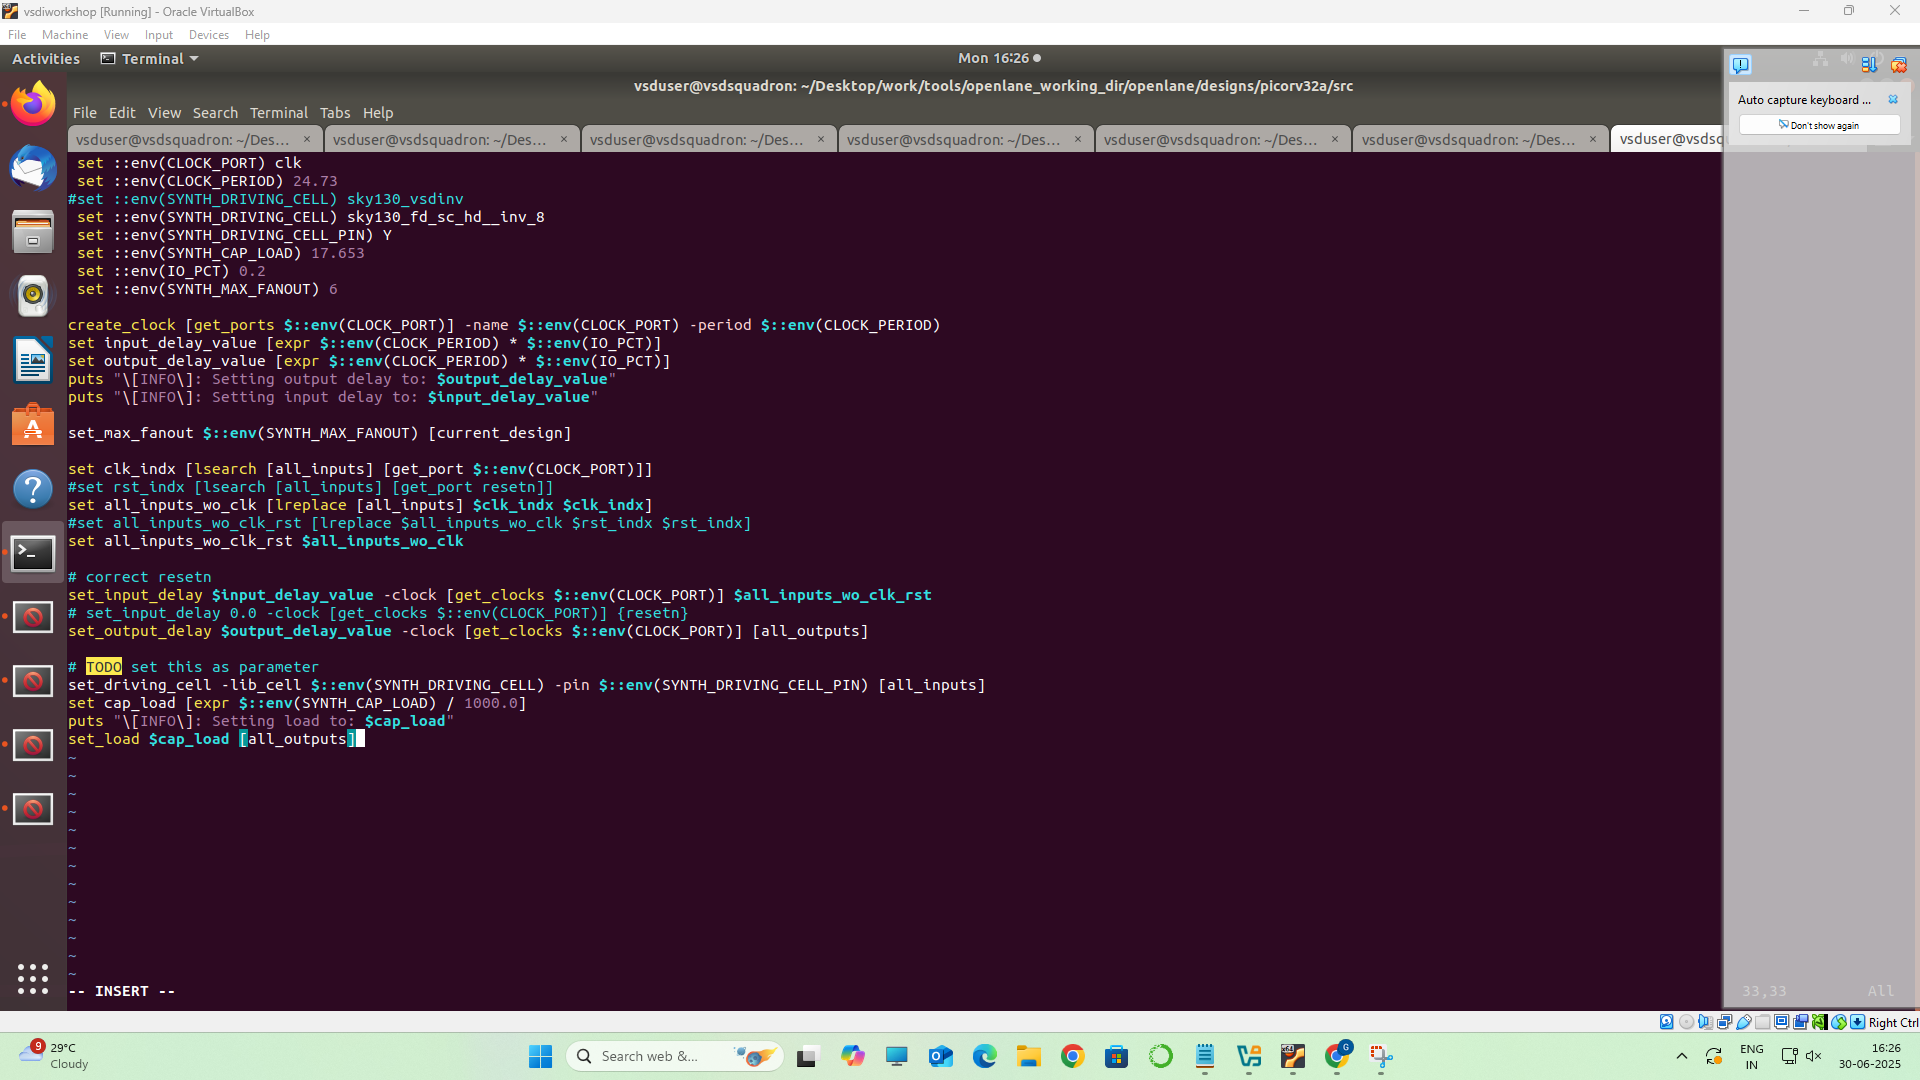 vsdiworkshop [Running] - Oracle VirtualBox
File Machine View Input Devices Help
Activities Terminal Mon 16:26
vsduser@vsdsquadron: ~/Desktop/work/tools/openlane_working_dir/openlane/designs/picorv32a/src
File Edit View Search Terminal Tabs Help
vsduser@vsdsquadron: ~/Des... × vsduser@vsdsquadron: ~/Des... × vsduser@vsdsquadron: ~/Des... × vsduser@vsdsquadron: ~/Des... × vsduser@vsdsquadron: ~/Des... × vsduser@vsdsquadron: ~/Des... × vsduser@vsdsq
Auto capture keyboard ...
Don't show again
set ::env(CLOCK_PORT) clk
set ::env(CLOCK_PERIOD) 24.73
#set ::env(SYNTH_DRIVING_CELL) sky130_vsdinv
set ::env(SYNTH_DRIVING_CELL) sky130_fd_sc_hd__inv_8
set ::env(SYNTH_DRIVING_CELL_PIN) Y
set ::env(SYNTH_CAP_LOAD) 17.653
set ::env(IO_PCT) 0.2
set ::env(SYNTH_MAX_FANOUT) 6
create_clock [get_ports $::env(CLOCK_PORT)] -name $::env(CLOCK_PORT) -period $::env(CLOCK_PERIOD)
set input_delay_value [expr $::env(CLOCK_PERIOD) * $::env(IO_PCT)]
set output_delay_value [expr $::env(CLOCK_PERIOD) * $::env(IO_PCT)]
puts "\[INFO\]: Setting output delay to: $output_delay_value"
puts "\[INFO\]: Setting input delay to: $input_delay_value"
set_max_fanout $::env(SYNTH_MAX_FANOUT) [current_design]
set clk_indx [lsearch [all_inputs] [get_port $::env(CLOCK_PORT)]]
#set rst_indx [lsearch [all_inputs] [get_port resetn]]
set all_inputs_wo_clk [lreplace [all_inputs] $clk_indx $clk_indx]
#set all_inputs_wo_clk_rst [lreplace $all_inputs_wo_clk $rst_indx $rst_indx]
set all_inputs_wo_clk_rst $all_inputs_wo_clk
# correct resetn
set_input_delay $input_delay_value -clock [get_clocks $::env(CLOCK_PORT)] $all_inputs_wo_clk_rst
# set_input_delay 0.0 -clock [get_clocks $::env(CLOCK_PORT)] {resetn}
set_output_delay $output_delay_value -clock [get_clocks $::env(CLOCK_PORT)] [all_outputs]
# TODO set this as parameter
set_driving_cell -lib_cell $::env(SYNTH_DRIVING_CELL) -pin $::env(SYNTH_DRIVING_CELL_PIN) [all_inputs]
set cap_load [expr $::env(SYNTH_CAP_LOAD) / 1000.0]
puts "\[INFO\]: Setting load to: $cap_load"
set_load $cap_load [all_outputs]
~
~
~
~
~
~
~
~
~
~
~
~
~
-- INSERT -- 33,33 All
Right Ctrl
9
29°C
Cloudy
Search web &...
G
ENG
IN
16:26
30-06-2025